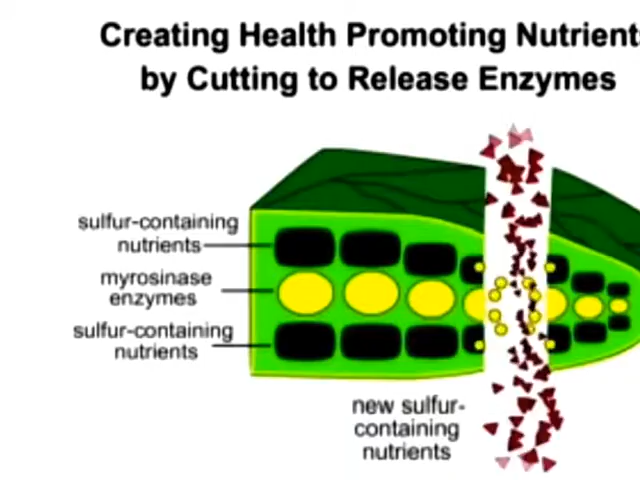 Creating Health Promoting Nutrients
by Cutting to Release Enzymes
sulfur-containing
nutrients
myrosinase
enzymes
sulfur-containing
nutrients
new sulfur-
containing
nutrients